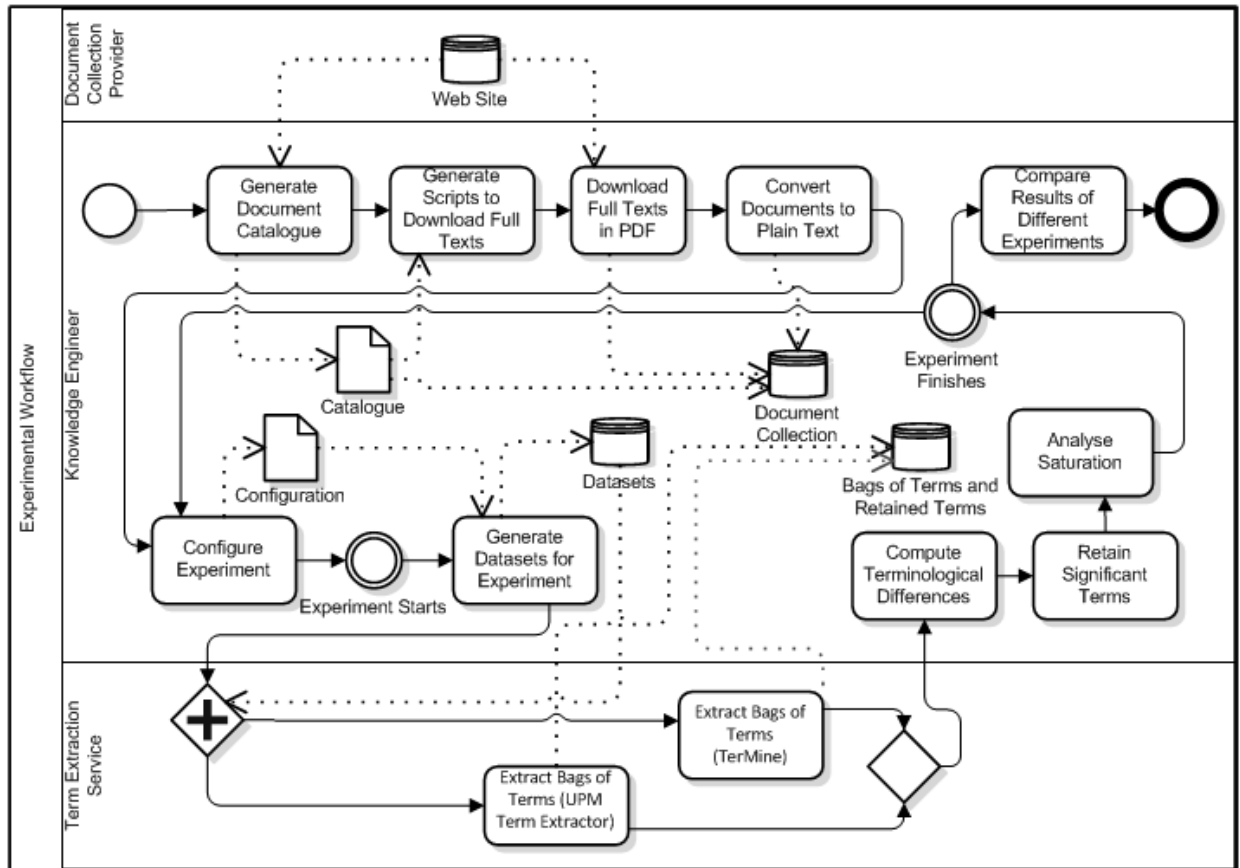 Experimental Workflow
Document
Collection
Provider
Web Site
Knowledge Engineer
Generate
Document
Catalogue
Generate
Scripts to
Download Full
Texts
Download
Full Texts
in PDF
Convert
Documents to
Plain Text
Compare
Results of
Different
Experiments
Experiment
Finishes
Catalogue
Document
Collection
Configuration
Datasets
Bags of Terms and
Retained Terms
Analyse
Saturation
Configure
Experiment
Experiment Starts
Generate
Datasets for
Experiment
Compute
Terminological
Differences
Retain
Significant
Terms
Term Extraction
Service
Extract Bags of
Terms
(TerMine)
Extract Bags of
Terms (UPM
Term Extractor)